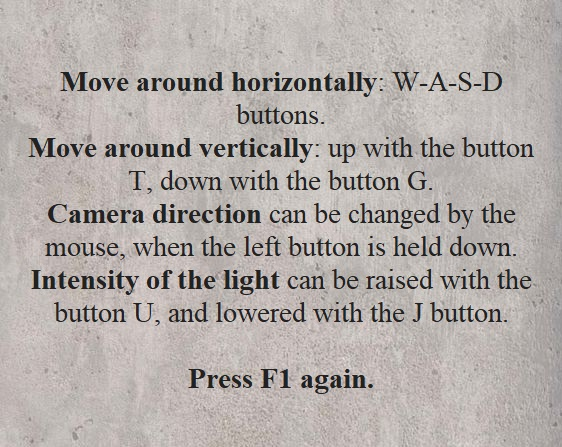 Move around horizontally: W-A-S-D
buttons.
Move around vertically: up with the button
T, down with the button G.
Camera direction can be changed by the
mouse, when the left button is held down.
Intensity of the light can be raised with the
button U, and lowered with the J button.
Press F1 again.